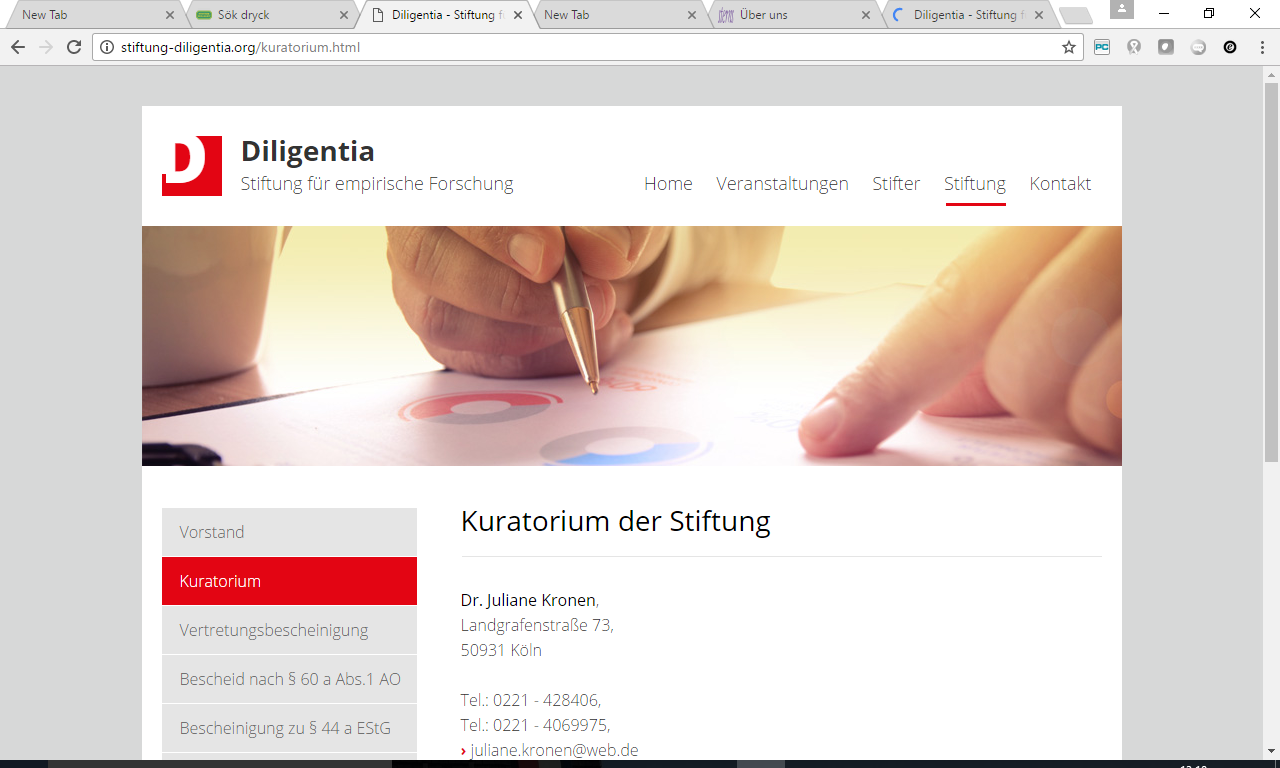 New Tab
Sök dryck
Diligentia - Stiftung f
New Tab
Über uns
Diligentia - Stiftung f
stiftung-diligentia.org/kuratorium.html
PC
D
Diligentia
Stiftung für empirische Forschung
Home
Veranstaltungen
Stifter
Stiftung
Kontakt
Vorstand
Kuratorium
Vertretungsbescheinigung
Bescheid nach § 60 a Abs.1 AO
Bescheinigung zu § 44 a EStG
Kuratorium der Stiftung
Dr. Juliane Kronen,
Landgrafenstraße 73,
50931 Köln
Tel.: 0221 - 428406,
Tel.: 0221 - 4069975,
› juliane.kronen@web.de